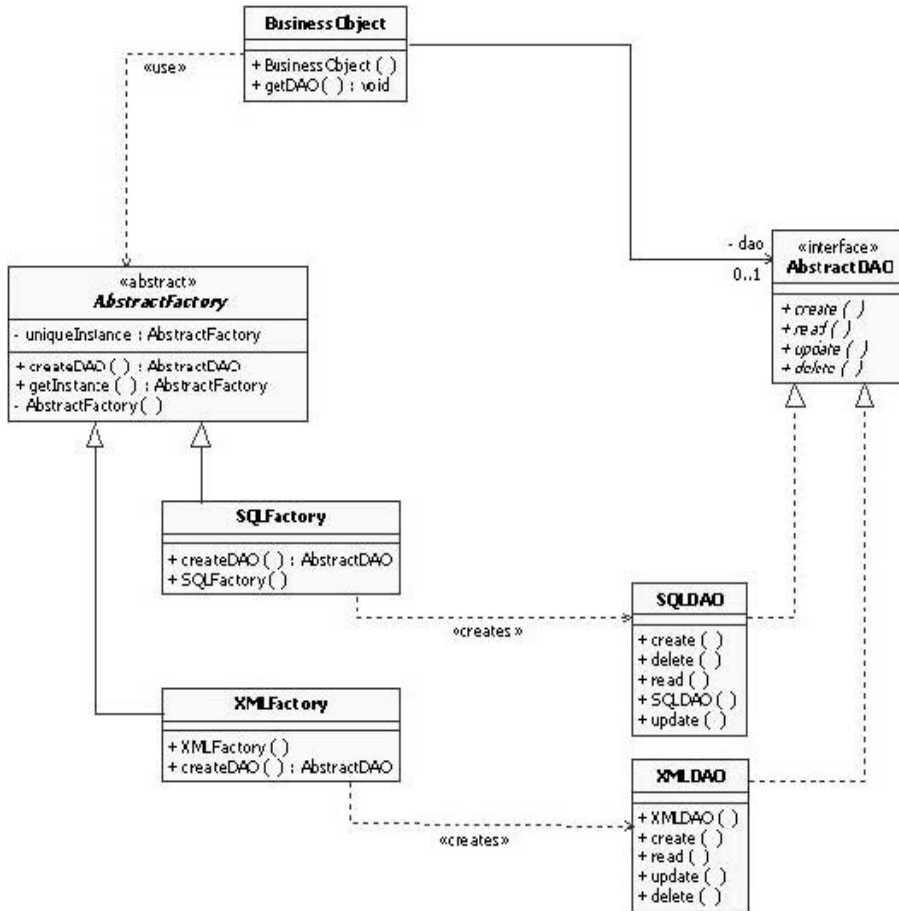 BusinessObject
+ BusinessObject ( )
+ getDAO ( ) : void
«use»
- dao
0..1
«interface»
AbstractDAO
+ create ( )
+ read ( )
+ update ( )
+ delete ( )
«abstract»
AbstractFactory
- uniqueInstance : AbstractFactory
+ createDAO ( ) : AbstractDAO
+ getInstance ( ) : AbstractFactory
- AbstractFactory ( )
SQLFactory
+ createDAO ( ) : AbstractDAO
+ SQLFactory ( )
«creates »
SQLDAO
+ create ( )
+ delete ( )
+ read ( )
+ SQLDAO ( )
+ update ( )
XMLFactory
+ XMLFactory ( )
+ createDAO ( ) : AbstractDAO
«creates»
XMLDAO
+ XMLDAO ( )
+ create ( )
+ read ( )
+ update ( )
+ delete ( )